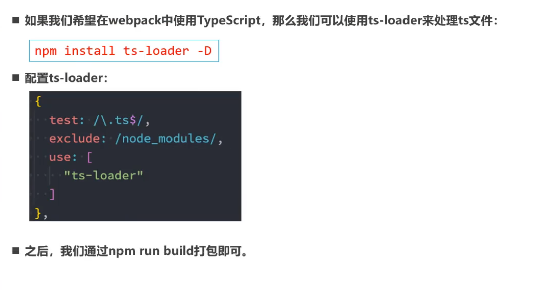 ■ 如果我们希望在webpack中使用TypeScript，那么我们可以使用ts-loader来处理ts文件：
npm install ts-loader -D
■ 配置ts-loader：
{
test: /\.ts$/,
exclude: /node_modules/,
use: [
"ts-loader"
]
},
■ 之后，我们通过npm run build打包即可。